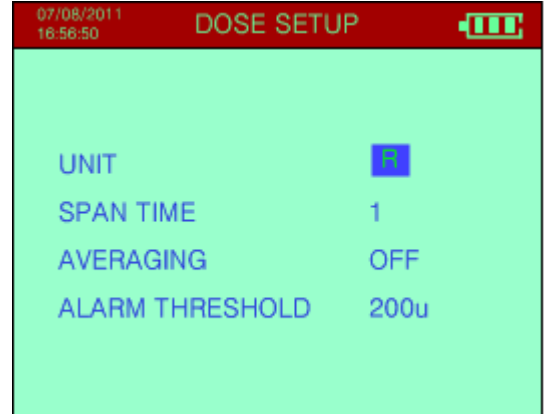 07/08/2011
16:56:50
DOSE SETUP
UNIT R
SPAN TIME 1
AVERAGING OFF
ALARM THRESHOLD 200u